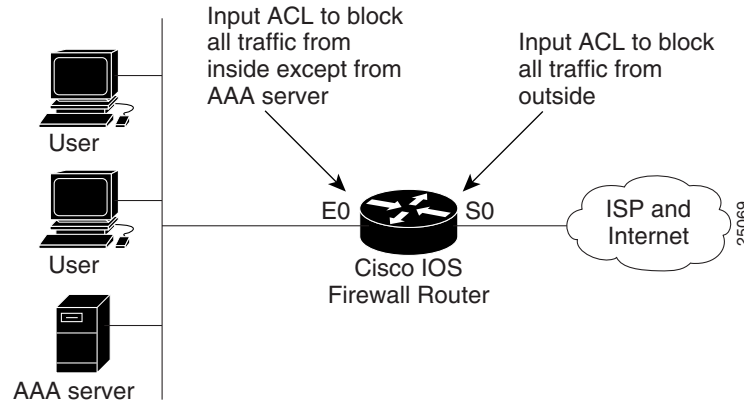 Input ACL to block
all traffic from
inside except from
AAA server
Input ACL to block
all traffic from
outside
User
E0
S0
User
ISP and
Internet
25069
Cisco IOS
Firewall Router
AAA server